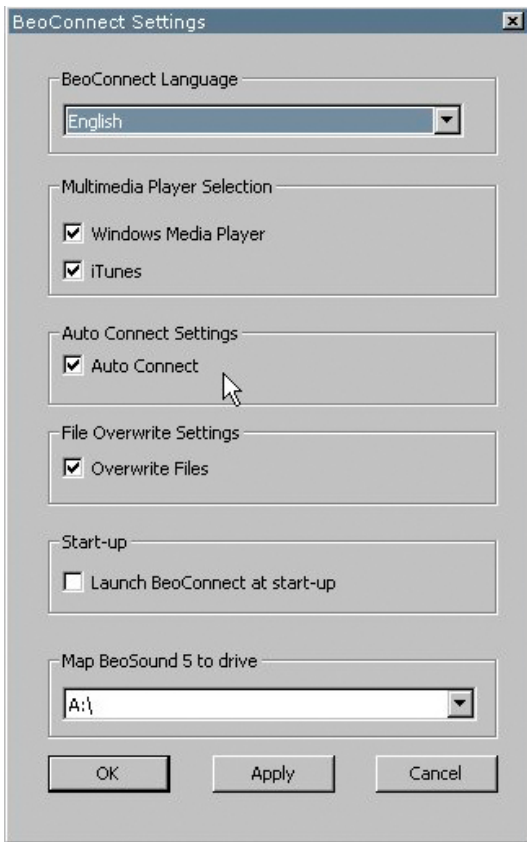 BeoConnect Settings
BeoConnect Language
English
Multimedia Player Selection
Windows Media Player
iTunes
Auto Connect Settings
Auto Connect
File Overwrite Settings
Overwrite Files
Start-up
Launch BeoConnect at start-up
Map BeoSound 5 to drive
A:\
OK Apply Cancel